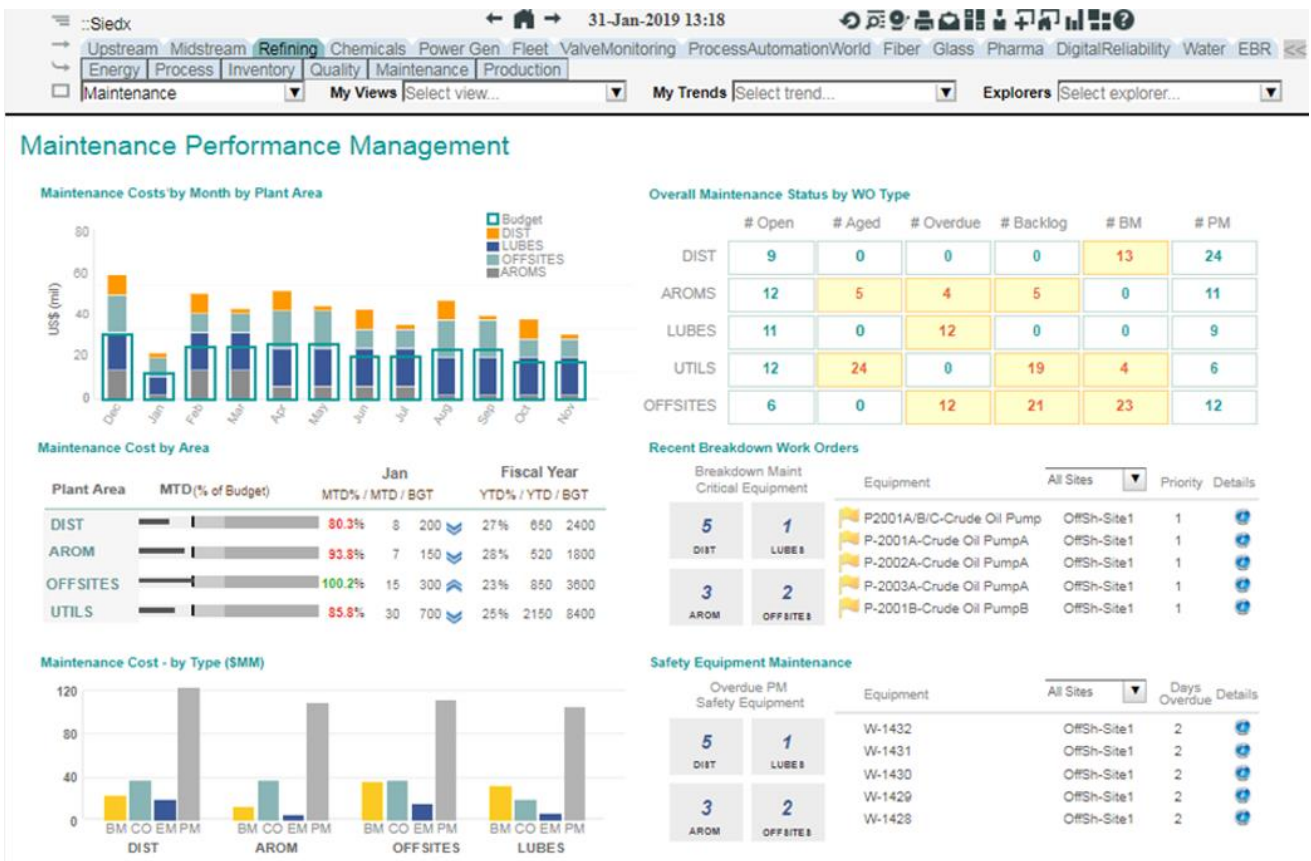 ::Siedx
31-Jan-2019 13:18
Upstream Midstream Refining Chemicals Power Gen Fleet ValveMonitoring ProcessAutomationWorld Fiber Glass Pharma DigitalReliability Water EBR <<
Energy Process Inventory Quality Maintenance Production
Maintenance My Views Select view... My Trends Select trend... Explorers Select explorer...
Maintenance Performance Management
Maintenance Costs by Month by Plant Area
US$ (mil)
80
60
40
20
0
Budget
DIST
LUBES
OFFSITES
AROMS
Dec Jan Feb Mar Apr May Jun Jul Aug Sep Oct Nov
Overall Maintenance Status by WO Type
# Open # Aged # Overdue # Backlog # BM # PM
DIST 9 0 0 0 13 24
AROMS 12 5 4 5 0 11
LUBES 11 0 12 0 0 9
UTILS 12 24 0 19 4 6
OFFSITES 6 0 12 21 23 12
Maintenance Cost by Area
Jan Fiscal Year
Plant Area MTD(% of Budget) MTD% / MTD / BGT YTD% / YTD / BGT
DIST 80.3% 8 200 27% 650 2400
AROM 93.8% 7 150 28% 520 1800
OFFSITES 100.2% 15 300 23% 850 3600
UTILS 85.8% 30 700 25% 2150 8400
Recent Breakdown Work Orders
Breakdown Maint
Critical Equipment
5 1
DIST LUBES
3 2
AROM OFFSITES
Equipment All Sites Priority Details
P2001A/B/C-Crude Oil Pump OffSh-Site1 1
P-2001A-Crude Oil PumpA OffSh-Site1 1
P-2002A-Crude Oil PumpA OffSh-Site1 1
P-2003A-Crude Oil PumpA OffSh-Site1 1
P-2001B-Crude Oil PumpB OffSh-Site1 1
Maintenance Cost - by Type ($MM)
120
80
40
0
BM CO EM PM BM CO EM PM BM CO EM PM BM CO EM PM
DIST AROM OFFSITES LUBES
Safety Equipment Maintenance
Overdue PM
Safety Equipment
5 1
DIST LUBES
3 2
AROM OFFSITES
Equipment All Sites Days Overdue Details
W-1432 OffSh-Site1 2
W-1431 OffSh-Site1 2
W-1430 OffSh-Site1 2
W-1429 OffSh-Site1 2
W-1428 OffSh-Site1 2